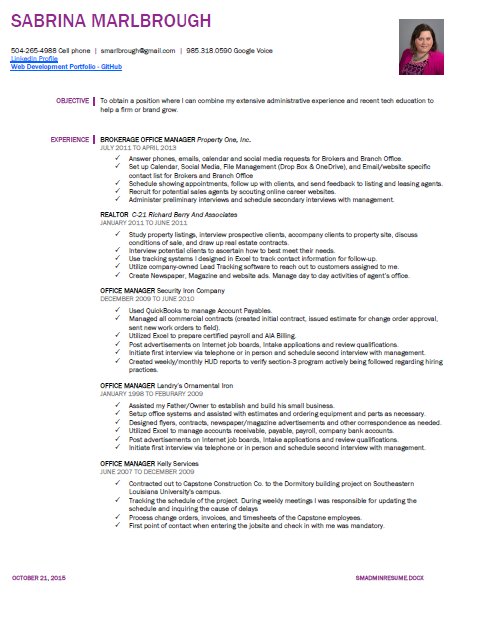 SABRINA MARLBROUGH
504-265-4988 Cell phone | smarlbrough@gmail.com | 985.318.0590 Google Voice
LinkedIn Profile
Web Development Portfolio - GitHub
OBJECTIVE To obtain a position where I can combine my extensive administrative experience and recent tech education to
help a firm or brand grow.
EXPERIENCE BROKERAGE OFFICE MANAGER Property One, Inc.
JULY 2011 TO APRIL 2013
✓ Answer phones, emails, calendar and social media requests for Brokers and Branch Office.
✓ Set up Calendar, Social Media, File Management (Drop Box & OneDrive), and Email/website specific
contact list for Brokers and Branch Office
✓ Schedule showing appointments, follow up with clients, and send feedback to listing and leasing agents.
✓ Recruit for potential sales agents by scouting online career websites.
✓ Administer preliminary interviews and schedule secondary interviews with management.
REALTOR C-21 Richard Berry And Associates
JANUARY 2011 TO JUNE 2011
✓ Study property listings, interview prospective clients, accompany clients to property site, discuss
conditions of sale, and draw up real estate contracts.
✓ Interview potential clients to ascertain how to best meet their needs.
✓ Use tracking systems I designed in Excel to track contact information for follow-up.
✓ Utilize company-owned Lead Tracking software to reach out to customers assigned to me.
✓ Create Newspaper, Magazine and website ads. Manage day to day activities of agent's office.
OFFICE MANAGER Security Iron Company
DECEMBER 2009 TO JUNE 2010
✓ Used QuickBooks to manage Account Payables.
✓ Managed all commercial contracts (created initial contract, issued estimate for change order approval,
sent new work orders to field).
✓ Utilized Excel to prepare certified payroll and AIA Billing.
✓ Post advertisements on Internet job boards, Intake applications and review qualifications.
✓ Initiate first interview via telephone or in person and schedule second interview with management.
✓ Created weekly/monthly HUD reports to verify section-3 program actively being followed regarding hiring
practices.
OFFICE MANAGER Landry's Ornamental Iron
JANUARY 1998 TO FEBURARY 2009
✓ Assisted my Father/Owner to establish and build his small business.
✓ Setup office systems and assisted with estimates and ordering equipment and parts as necessary.
✓ Designed flyers, contracts, newspaper/magazine advertisements and other correspondence as needed.
✓ Utilized Excel to manage accounts receivable, payable, payroll, company bank accounts.
✓ Post advertisements on Internet job boards, Intake applications and review qualifications.
✓ Initiate first interview via telephone or in person and schedule second interview with management.
OFFICE MANAGER Kelly Services
JUNE 2007 TO DECEMBER 2009
✓ Contracted out to Capstone Construction Co. to the Dormitory building project on Southeastern
Louisiana University's campus.
✓ Tracking the schedule of the project. During weekly meetings I was responsible for updating the
schedule and inquiring the cause of delays
✓ Process change orders, invoices, and timesheets of the Capstone employees.
✓ First point of contact when entering the jobsite and check in with me was mandatory.
OCTOBER 21, 2015 SMADMINRESUME.DOCX